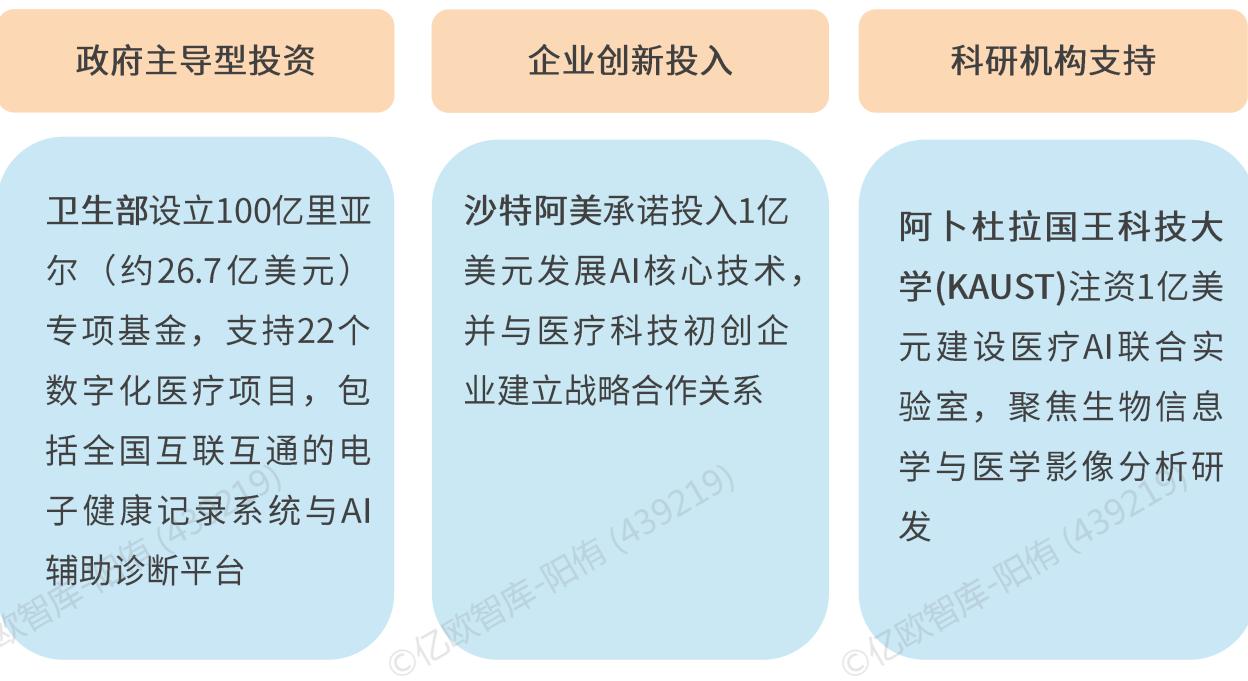 政府主导型投资
卫生部设立100亿里亚
尔（约26.7亿美元）
专项基金，支持22个
数字化医疗项目，包
括全国互联互通的电
子健康记录系统与AI
辅助诊断平台
企业创新投入
沙特阿美承诺投入1亿
美元发展AI核心技术，
并与医疗科技初创企
业建立战略合作关系
科研机构支持
阿卜杜拉国王科技大
学(KAUST)注资1亿美
元建设医疗AI联合实
验室，聚焦生物信息
学与医学影像分析研
发
欧智库-阳侑 (439219)
©亿欧智库-阳侑 (439219)
©亿欧智库-阳侑 (439219)